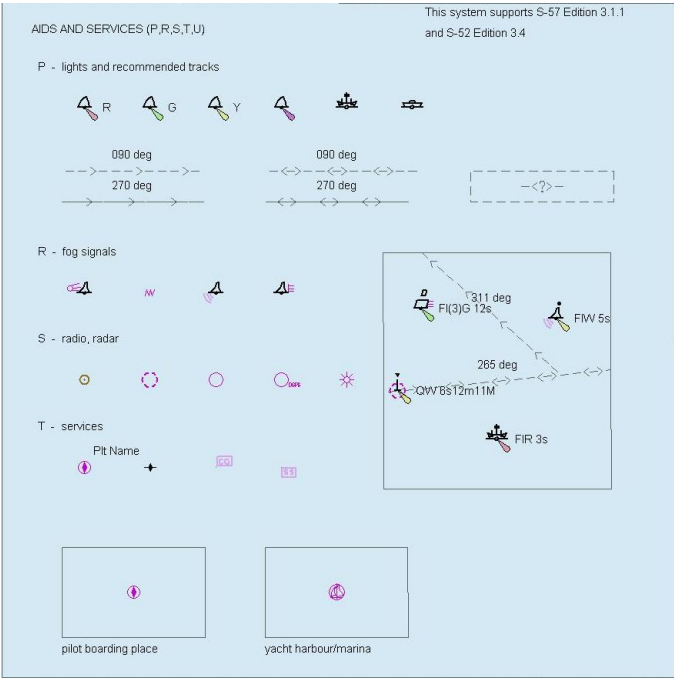 This system supports S-57 Edition 3.1.1
and S-52 Edition 3.4
AIDS AND SERVICES (P,R,S,T,U)
P - lights and recommended tracks
R
G
Y
090 deg
090 deg
270 deg
270 deg
–<?>–
R - fog signals
311 deg
Fl(3)G 12s
FlW 5s
S - radio, radar
265 deg
DGPS
QW 6s12m11M
T - services
FlR 3s
Plt Name
CG
SS
pilot boarding place
yacht harbour/marina